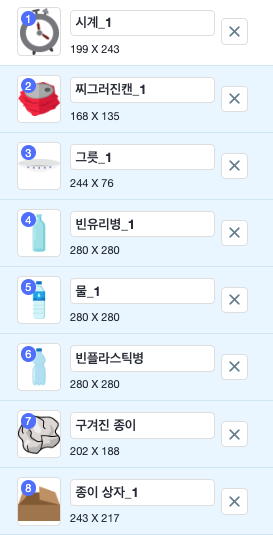 1
시계_1
199 X 243
2
찌그러진캔_1
168 X 135
3
그릇_1
244 X 76
4
빈유리병_1
280 X 280
5
물_1
280 X 280
6
빈플라스틱병
280 X 280
7
구겨진 종이
202 X 188
8
종이 상자_1
243 X 217